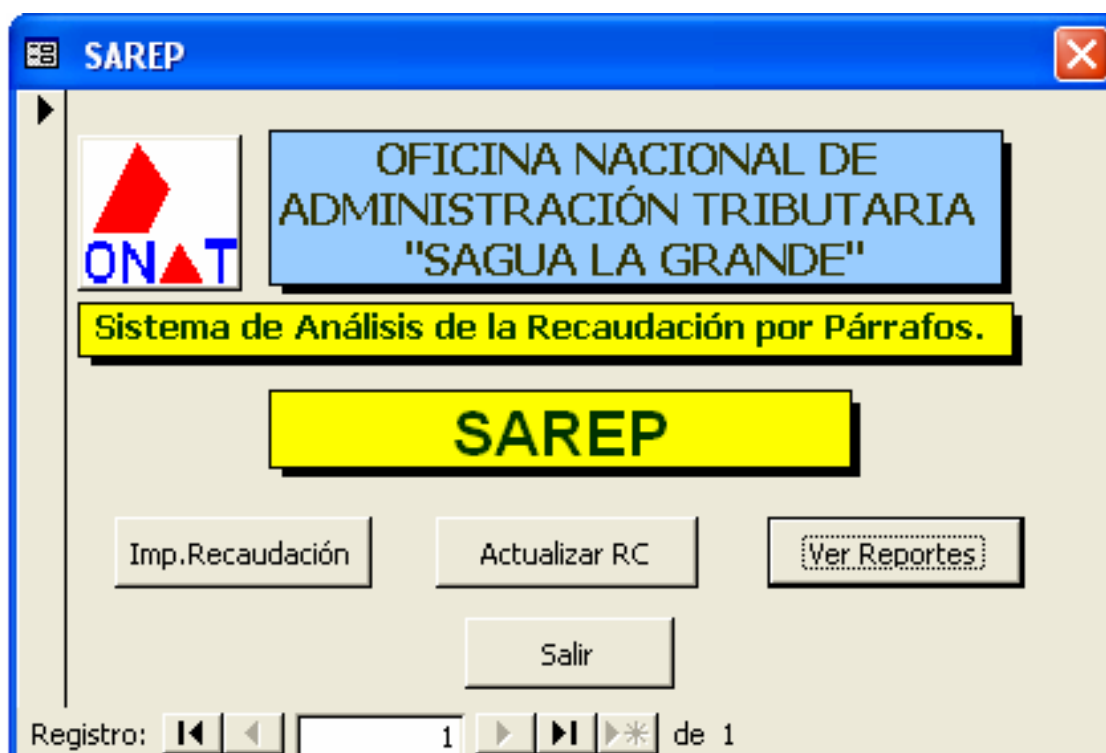 SAREP
ONAT
OFICINA NACIONAL DE
ADMINISTRACIÓN TRIBUTARIA
"SAGUA LA GRANDE"
Sistema de Análisis de la Recaudación por Párrafos.
SAREP
Imp.Recaudación
Actualizar RC
Ver Reportes
Salir
Registro: 1 de 1